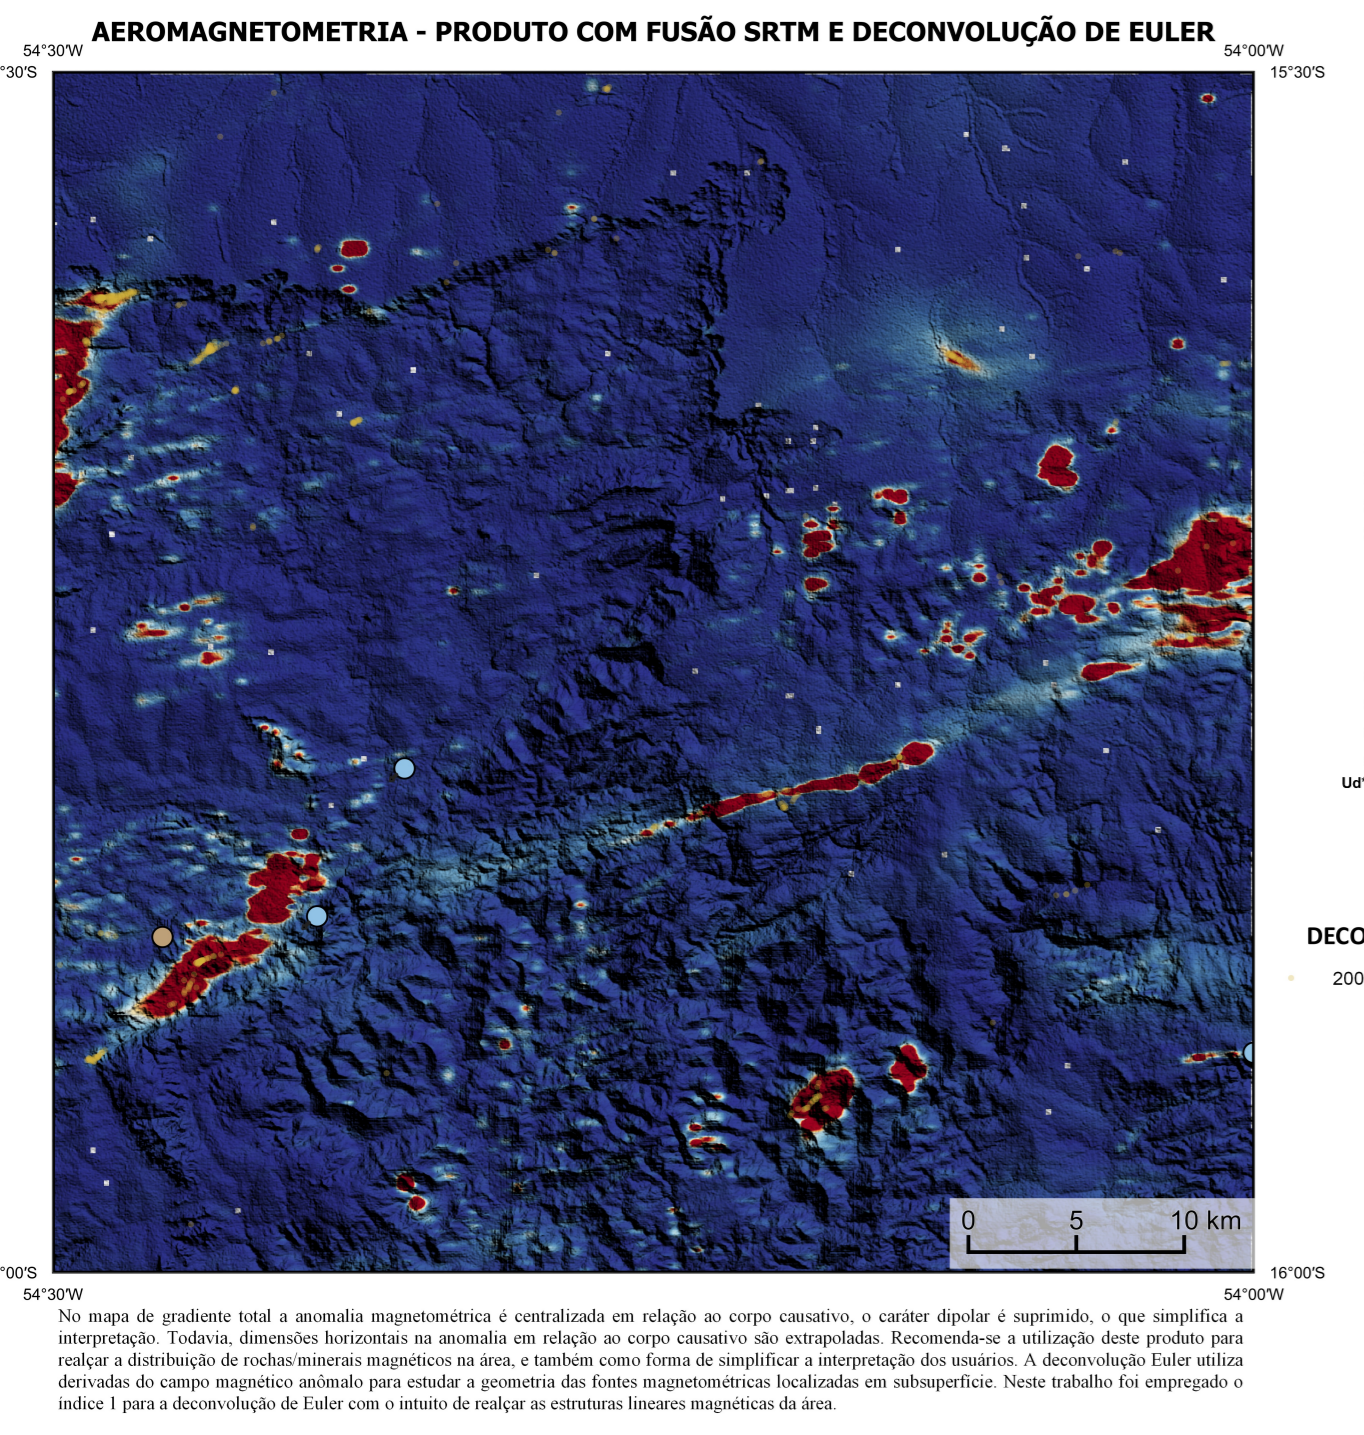 AEROMAGNETOMETRIA - PRODUTO COM FUSÃO SRTM E DECONVOLUÇÃO DE EULER
54°30'W 54°00'W
°30'S 15°30'S
Ud'
DECO
200
0 5 10 km
°00'S 16°00'S
54°30'W 54°00'W
No mapa de gradiente total a anomalia magnetométrica é centralizada em relação ao corpo causativo, o caráter dipolar é suprimido, o que simplifica a
interpretação. Todavia, dimensões horizontais na anomalia em relação ao corpo causativo são extrapoladas. Recomenda-se a utilização deste produto para
realçar a distribuição de rochas/minerais magnéticos na área, e também como forma de simplificar a interpretação dos usuários. A deconvolução Euler utiliza
derivadas do campo magnético anômalo para estudar a geometria das fontes magnetométricas localizadas em subsuperfície. Neste trabalho foi empregado o
índice 1 para a deconvolução de Euler com o intuito de realçar as estruturas lineares magnéticas da área.